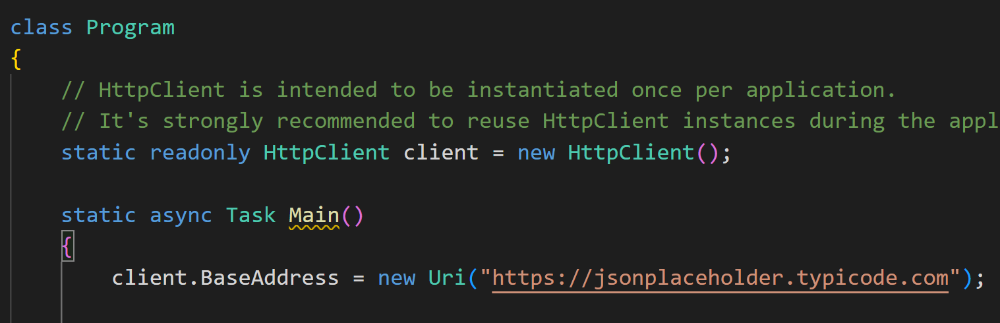 class Program
{
// HttpClient is intended to be instantiated once per application.
// It's strongly recommended to reuse HttpClient instances during the appl
static readonly HttpClient client = new HttpClient();
static async Task Main()
{
client.BaseAddress = new Uri("https://jsonplaceholder.typicode.com");